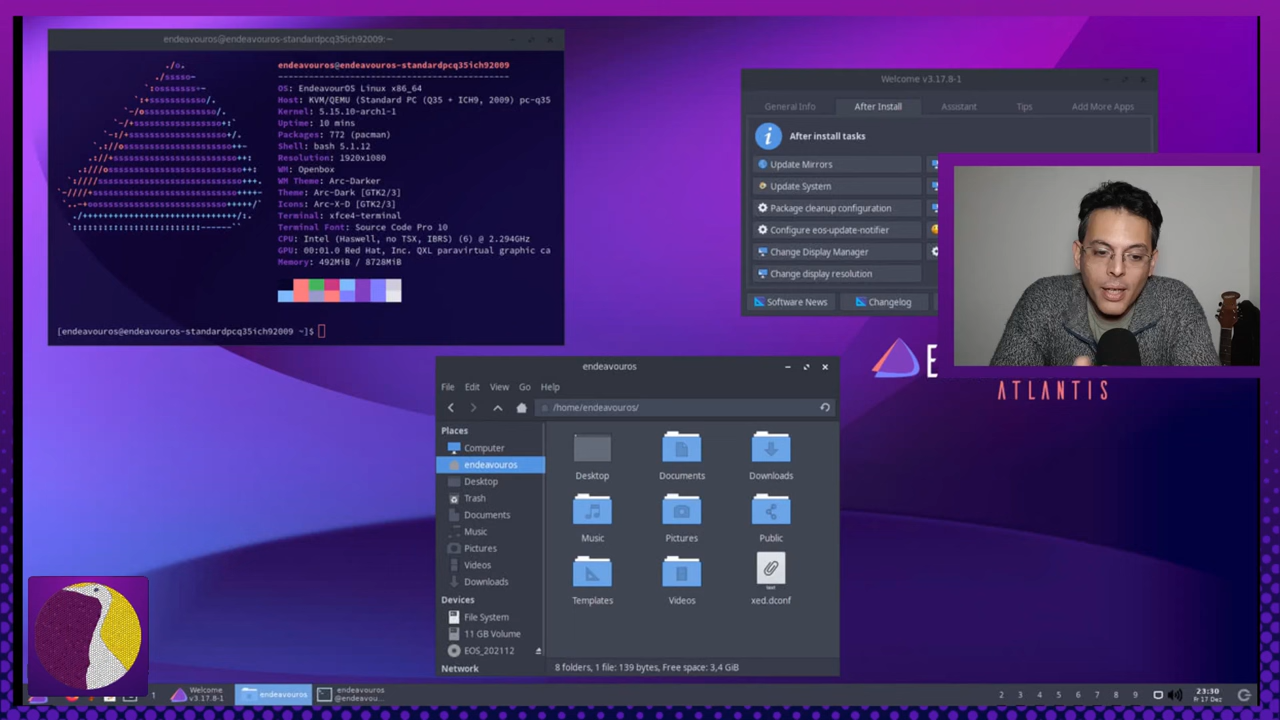 endeavouros@endeavouros-standardpcq35ich92009:~
endeavouros@endeavouros-standardpcq35ich92009
OS: EndeavourOS Linux x86_64
Host: KVM/QEMU (Standard PC (Q35 + ICH9, 2009) pc-q35
Kernel: 5.15.10-arch1-1
Uptime: 10 mins
Packages: 772 (pacman)
Shell: bash 5.1.12
Resolution: 1920x1080
WM: Openbox
WM Theme: Arc-Darker
Theme: Arc-Dark [GTK2/3]
Icons: Arc-X-D [GTK2/3]
Terminal: xfce4-terminal
Terminal Font: Source Code Pro 10
CPU: Intel (Haswell, no TSX, IBRS) (6) @ 2.294GHz
GPU: 00:01.0 Red Hat, Inc. QXL paravirtual graphic ca
Memory: 492MiB / 8728MiB
[endeavouros@endeavouros-standardpcq35ich92009 ~]$
Welcome v3.17.8-1
General Info After Install Assistant Tips Add More Apps
After install tasks
Update Mirrors
Update System
Package cleanup configuration
Configure eos-update-notifier
Change Display Manager
Change display resolution
Software News Changelog
E
ATLANTIS
endeavouros
File Edit View Go Help
/home/endeavouros/
Places
Computer
endeavouros
Desktop
Trash
Documents
Music
Pictures
Videos
Downloads
Devices
File System
11 GB Volume
EOS_202112
Network
Desktop Documents Downloads
Music Pictures Public
Templates Videos xed.dconf
8 folders, 1 file: 139 bytes, Free space: 3,4 GiB
1
Welcome
v3.17.8-1
endeavouros
endeavouros
@endeavou...
2 3 4 5 6 7 8 9
23:30
fr 17 Dez